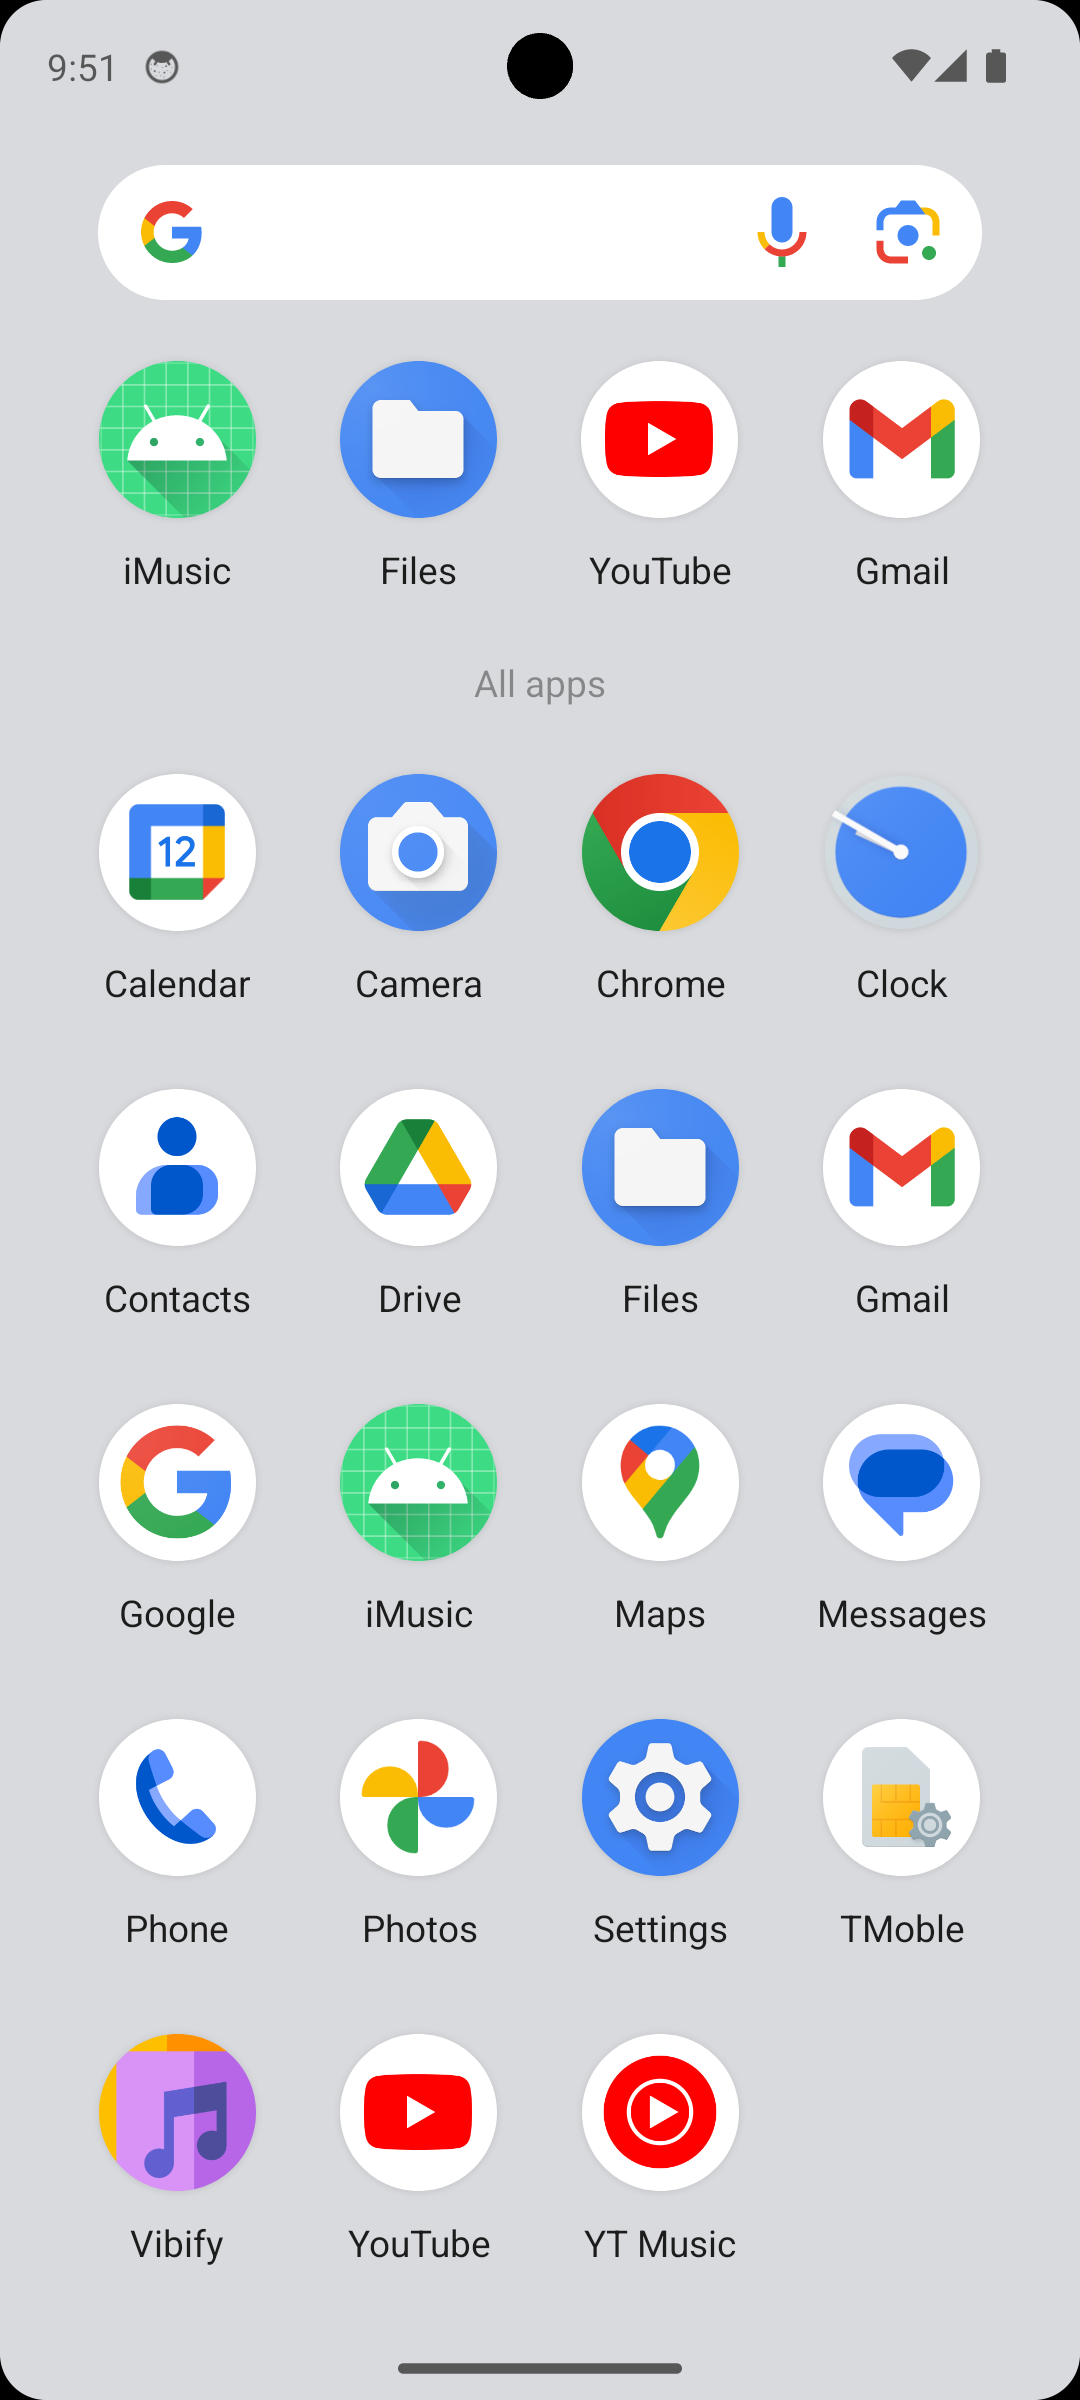 9:51
iMusic Files YouTube Gmail
All apps
12
Calendar Camera Chrome Clock
Contacts Drive Files Gmail
Google iMusic Maps Messages
Phone Photos Settings TMoble
Vibify YouTube YT Music